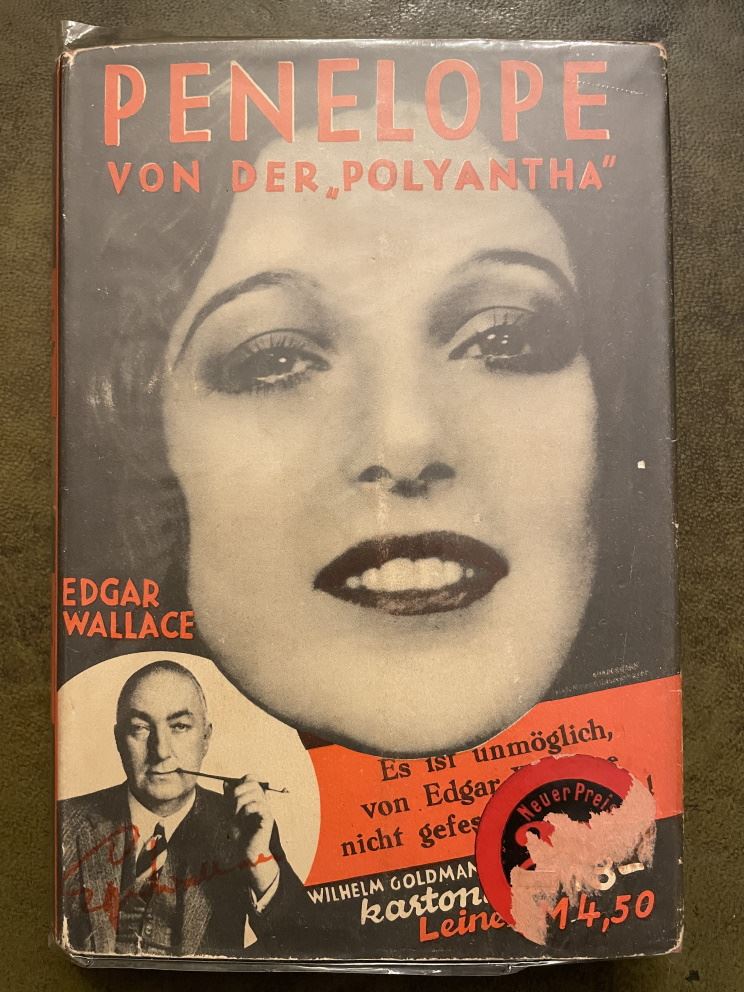 PENELOPE
VON DER „POLYANTHA“
EDGAR
WALLACE
Es ist unmöglich,
von Edgar
nicht gefes
Neuer Preis
WILHELM GOLDMAN
karton.
Leinen M 4,50